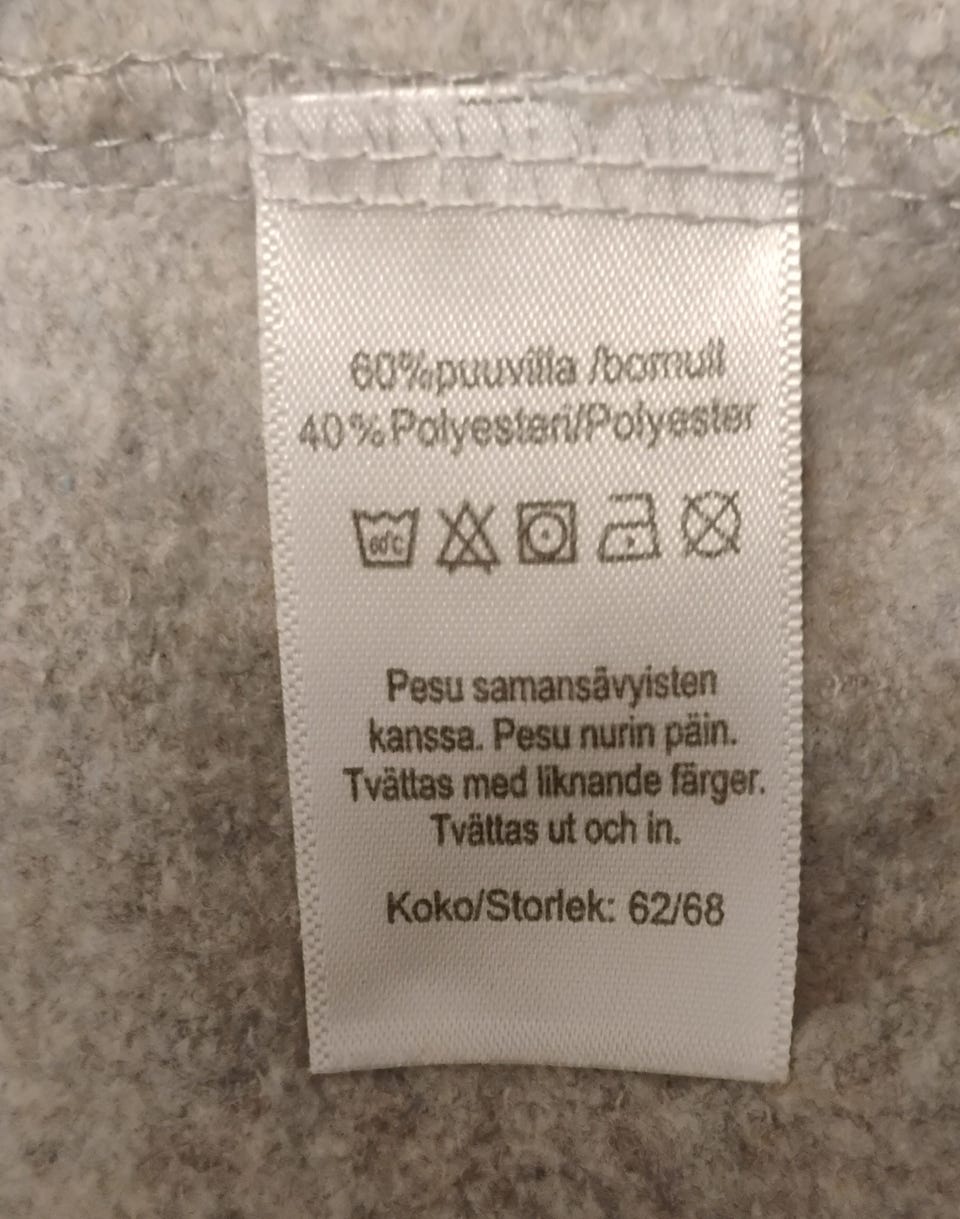 60%puuvilla /bomull
40%Polyesteri/Polyester
60°C
Pesu samansävyisten
kanssa. Pesu nurin päin.
Tvättas med liknande färger.
Tvättas ut och in.
Koko/Storlek: 62/68